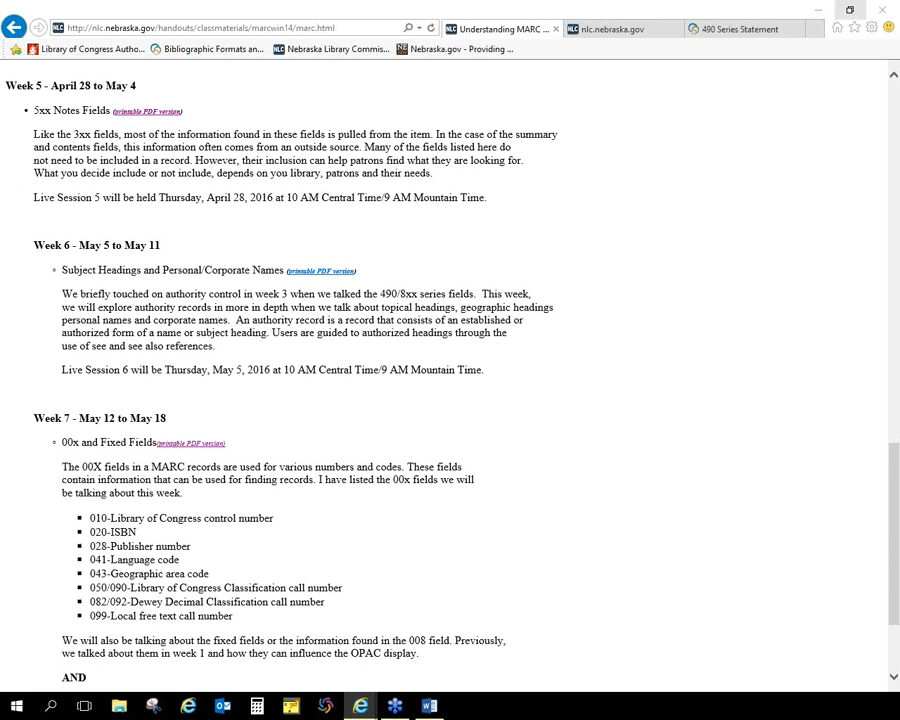 http://nlc.nebraska.gov/handouts/classmaterials/marcwin14/marc.html
Understanding MARC ...
nlc.nebraska.gov
490 Series Statement
Library of Congress Autho...
Bibliographic Formats an...
Nebraska Library Commis...
Nebraska.gov - Providing ...
Week 5 - April 28 to May 4
• 5xx Notes Fields (printable PDF version)
Like the 3xx fields, most of the information found in these fields is pulled from the item. In the case of the summary
and contents fields, this information often comes from an outside source. Many of the fields listed here do
not need to be included in a record. However, their inclusion can help patrons find what they are looking for.
What you decide include or not include, depends on you library, patrons and their needs.
Live Session 5 will be held Thursday, April 28, 2016 at 10 AM Central Time/9 AM Mountain Time.
Week 6 - May 5 to May 11
◦ Subject Headings and Personal/Corporate Names (printable PDF version)
We briefly touched on authority control in week 3 when we talked the 490/8xx series fields. This week,
we will explore authority records in more in depth when we talk about topical headings, geographic headings
personal names and corporate names. An authority record is a record that consists of an established or
authorized form of a name or subject heading. Users are guided to authorized headings through the
use of see and see also references.
Live Session 6 will be Thursday, May 5, 2016 at 10 AM Central Time/9 AM Mountain Time.
Week 7 - May 12 to May 18
◦ 00x and Fixed Fields(printable PDF version)
The 00X fields in a MARC records are used for various numbers and codes. These fields
contain information that can be used for finding records. I have listed the 00x fields we will
be talking about this week.
▪ 010-Library of Congress control number
▪ 020-ISBN
▪ 028-Publisher number
▪ 041-Language code
▪ 043-Geographic area code
▪ 050/090-Library of Congress Classification call number
▪ 082/092-Dewey Decimal Classification call number
▪ 099-Local free text call number
We will also be talking about the fixed fields or the information found in the 008 field. Previously,
we talked about them in week 1 and how they can influence the OPAC display.
AND